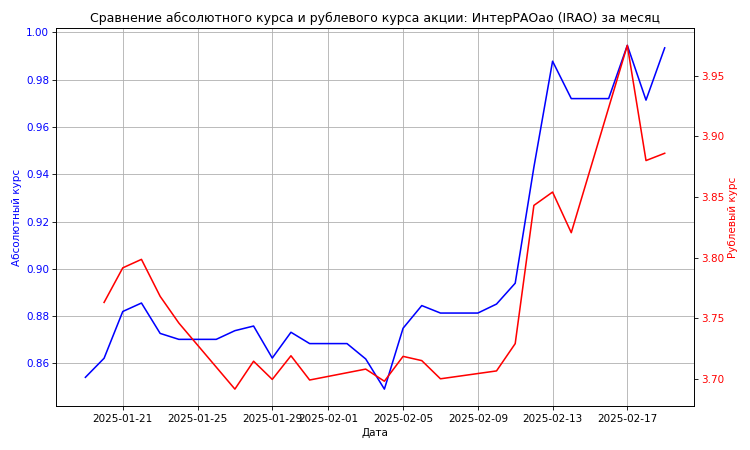 Сравнение абсолютного курса и рублевого курса акции: ИнтерРАОао (IRAO) за месяц
1.00
0.98
0.96
0.94
0.92
0.90
0.88
0.86
Абсолютный курс
3.95
3.90
3.85
3.80
3.75
3.70
Рублевый курс
2025-01-21 2025-01-25 2025-01-29 2025-02-01 2025-02-05 2025-02-09 2025-02-13 2025-02-17
Дата